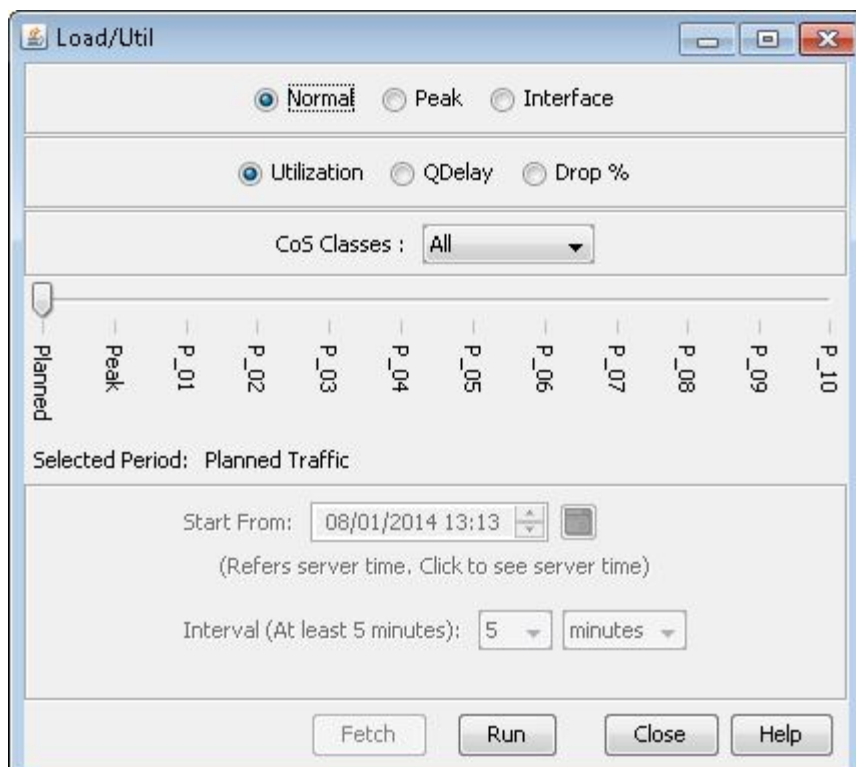 Load/Util
Normal Peak Interface
Utilization QDelay Drop %
CoS Classes : All
Planned Peak P_01 P_02 P_03 P_04 P_05 P_06 P_07 P_08 P_09 P_10
Selected Period: Planned Traffic
Start From: 08/01/2014 13:13
(Refers server time. Click to see server time)
Interval (At least 5 minutes): 5 minutes
Fetch Run Close Help